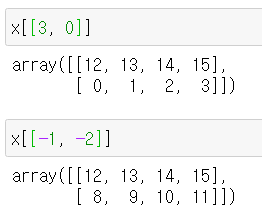 x[[3, 0]]
array([[12, 13, 14, 15],
       [ 0,  1,  2,  3]])
x[[-1, -2]]
array([[12, 13, 14, 15],
       [ 8,  9, 10, 11]])